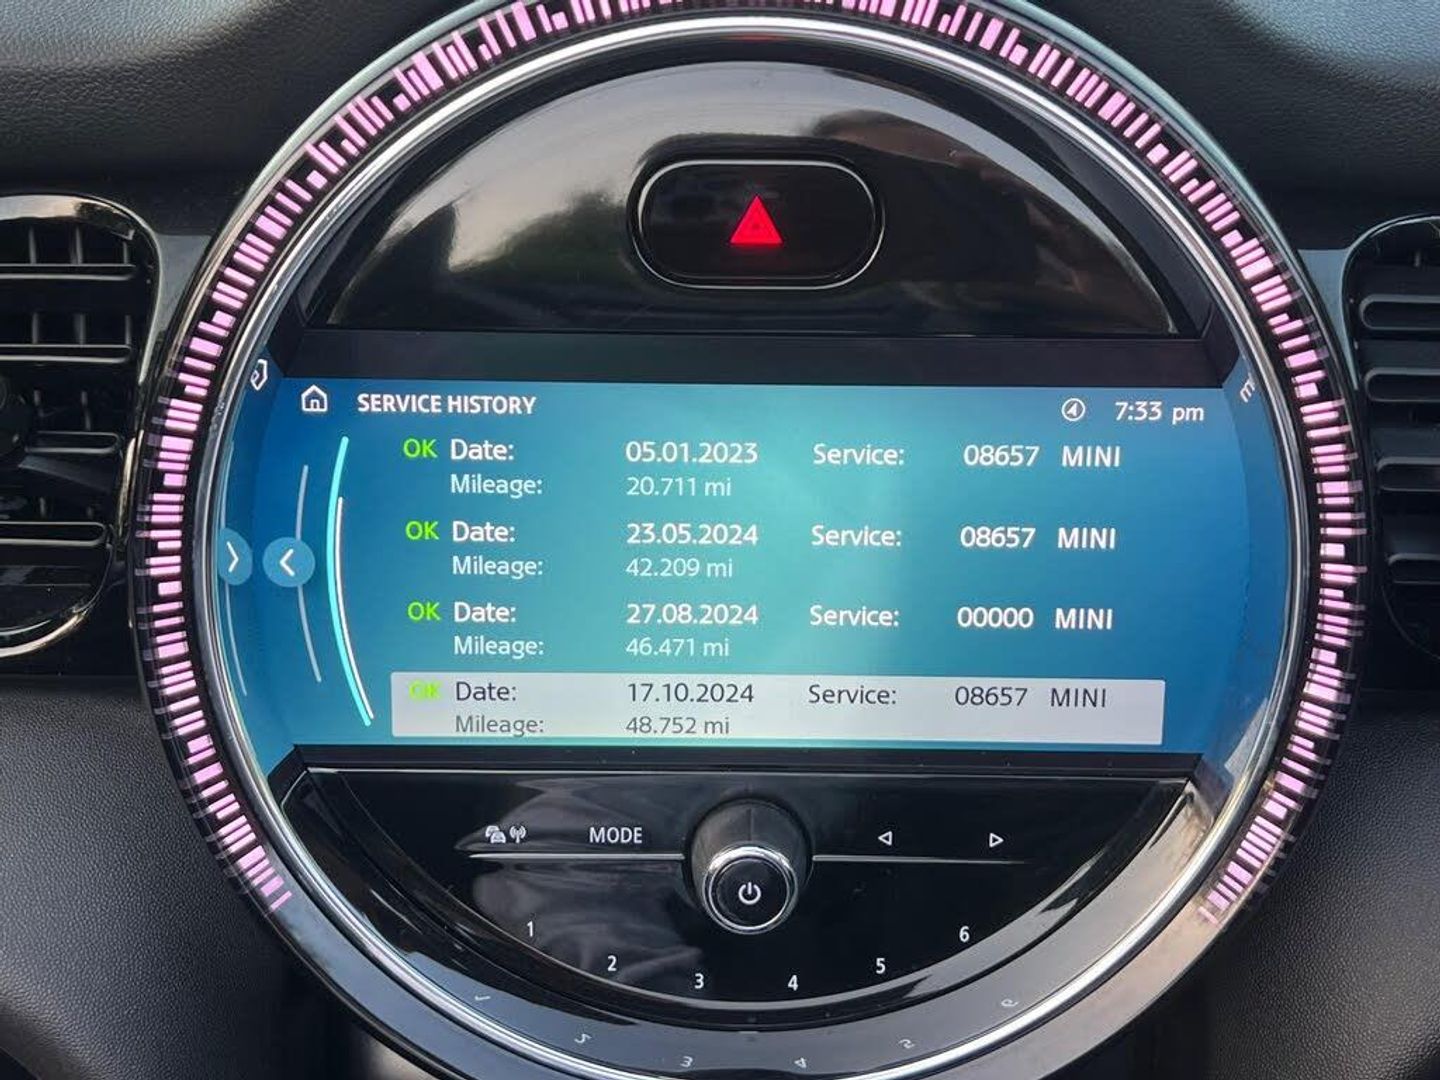 SERVICE HISTORY 7:33 pm
OK Date: 05.01.2023 Service: 08657 MINI
Mileage: 20.711 mi
OK Date: 23.05.2024 Service: 08657 MINI
Mileage: 42.209 mi
OK Date: 27.08.2024 Service: 00000 MINI
Mileage: 46.471 mi
OK Date: 17.10.2024 Service: 08657 MINI
Mileage: 48.752 mi
MODE
1 2 3 4 5 6